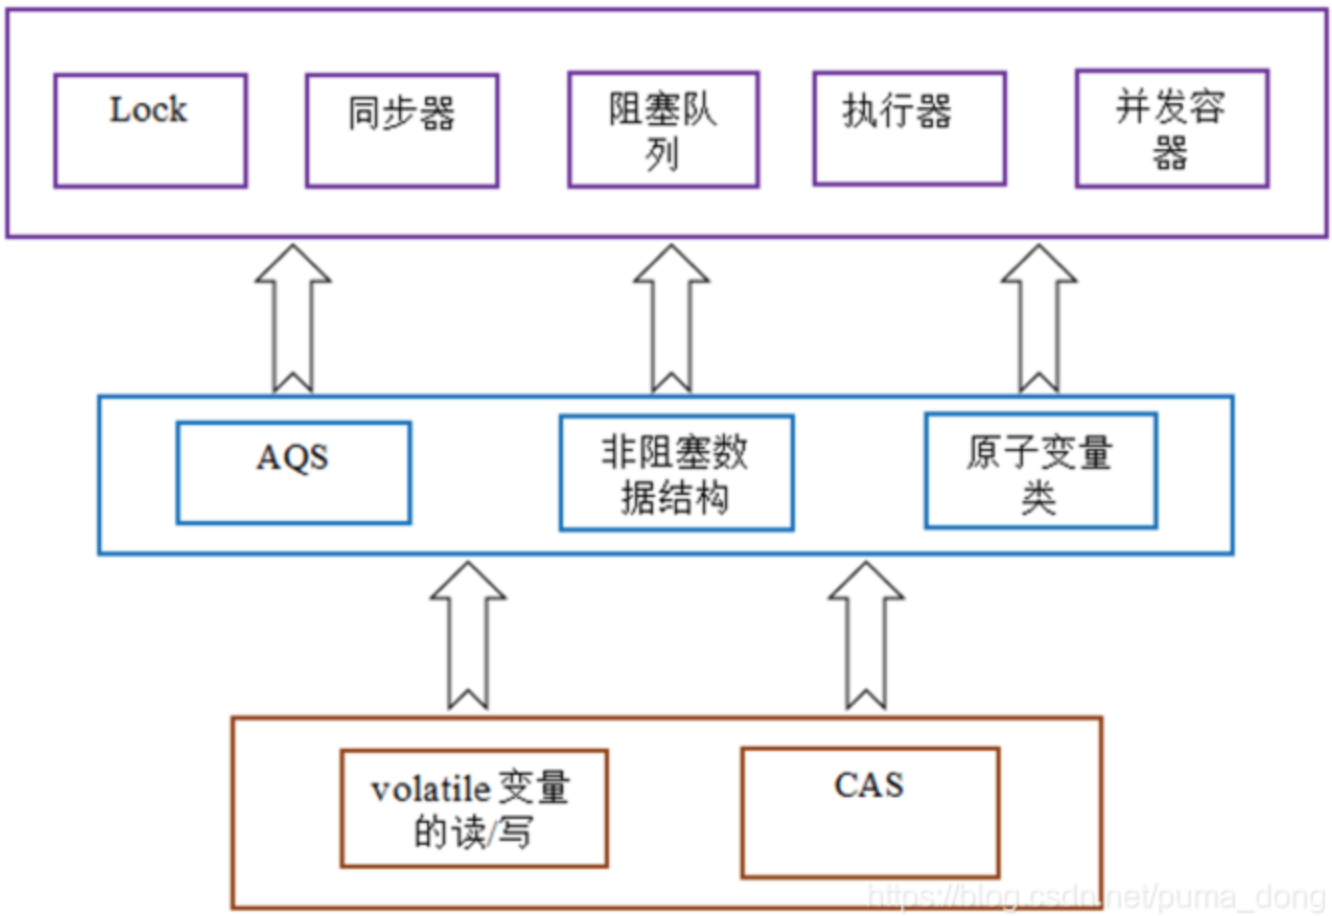 Lock
同步器
阻塞队
列
执行器
并发容
器
AQS
非阻塞数
据结构
原子变量
类
volatile 变量
的读/写
CAS
https://blog.csdn.net/puma_dong